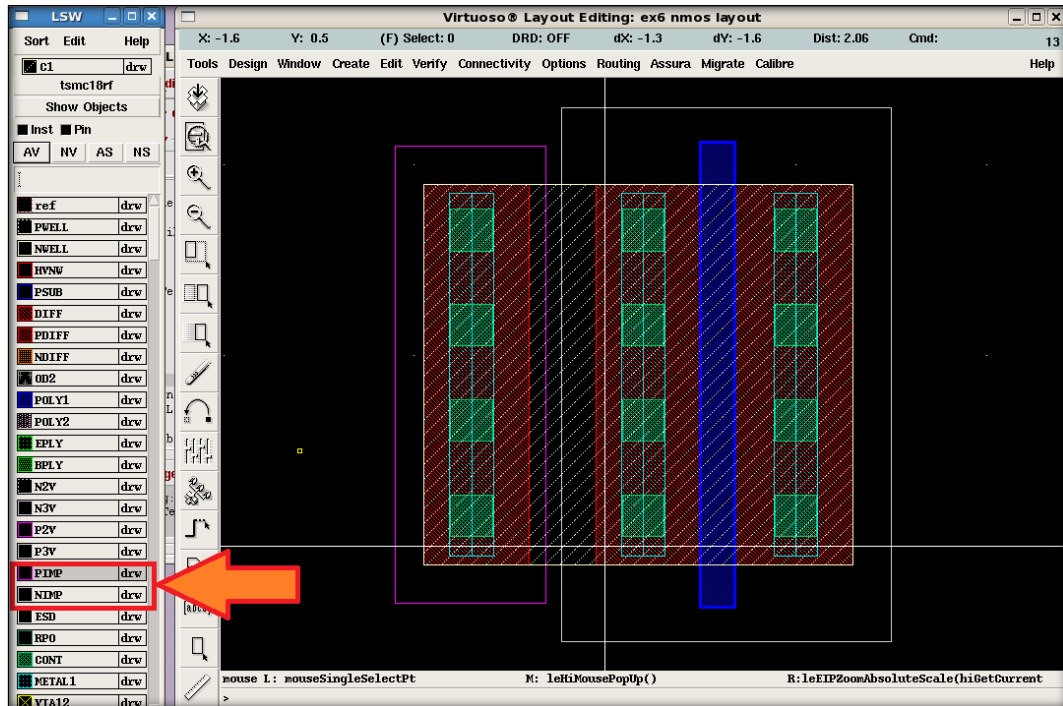 LSW
Sort Edit Help
C1 drw
tsmc18rf
Show Objects
Inst Pin
AV NV AS NS
ref drw
PWELL drw
NWELL drw
HVNW drw
PSUB drw
DIFF drw
PDIFF drw
NDIFF drw
OD2 drw
POLY1 drw
POLY2 drw
EPLY drw
BPLY drw
N2V drw
N3V drw
P2V drw
P3V drw
PIMP drw
NIMP drw
ESD drw
RPO drw
CONT drw
METAL1 drw
VIA12 drw
Virtuoso® Layout Editing: ex6 nmos layout
X: -1.6 Y: 0.5 (F) Select: 0 DRD: OFF dX: -1.3 dY: -1.6 Dist: 2.06 Cmd: 13
Tools Design Window Create Edit Verify Connectivity Options Routing Assura Migrate Calibre Help
[abcd]
mouse L: mouseSingleSelectPt M: leHiMousePopUp() R:leEIPZoomAbsoluteScale(hiGetCurrent
>